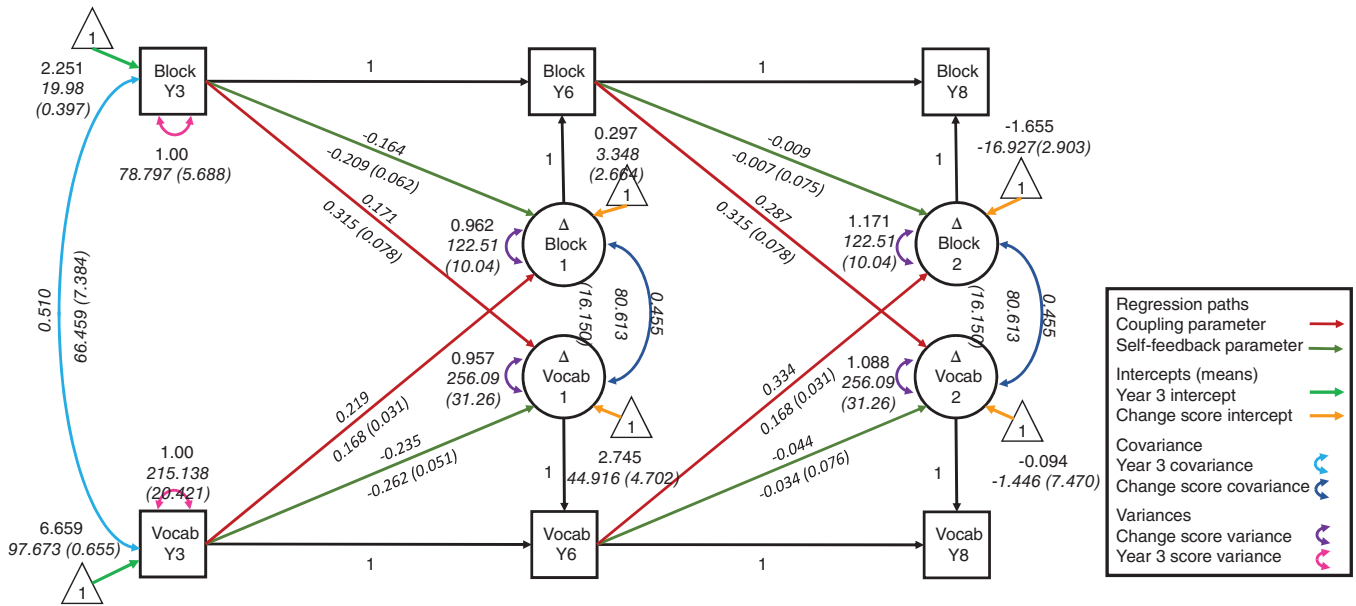 1
2.251
19.98
(0.397)
Block
Y3
1
Block
Y6
1
Block
Y8
1.00
78.797 (5.688)
-0.164
-0.209 (0.062)
0.171
0.315 (0.078)
1
0.297
3.348
(2.664)
1
-0.009
-0.007 (0.075)
0.287
0.315 (0.078)
1
-1.655
-16.927(2.903)
1
0.962
122.51
(10.04)
Δ
Block
1
1.171
122.51
(10.04)
Δ
Block
2
0.510
66.459 (7.384)
(16.150)
80.613
0.455
(16.150)
80.613
0.455
0.957
256.09
(31.26)
Δ
Vocab
1
1.088
256.09
(31.26)
Δ
Vocab
2
0.219
0.168 (0.031)
-0.235
-0.262 (0.051)
1
2.745
44.916 (4.702)
1
0.334
0.168 (0.031)
-0.044
-0.034 (0.076)
1
-0.094
-1.446 (7.470)
1
1.00
215.138
(20.421)
6.659
97.673 (0.655)
1
Vocab
Y3
1
Vocab
Y6
1
Vocab
Y8
Regression paths
Coupling parameter
Self-feedback parameter
Intercepts (means)
Year 3 intercept
Change score intercept
Covariance
Year 3 covariance
Change score covariance
Variances
Change score variance
Year 3 score variance